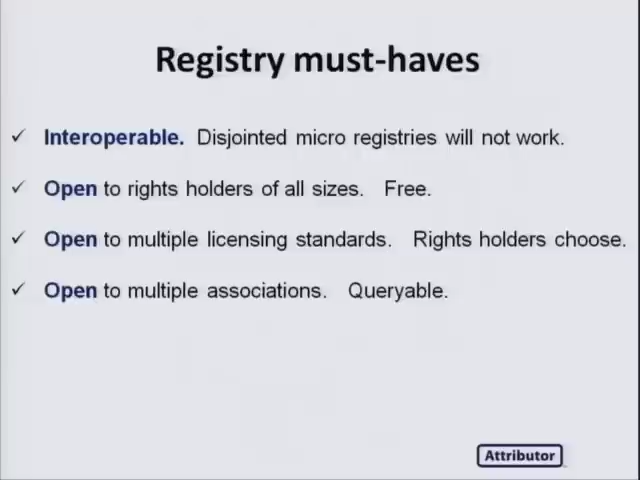 Registry must-haves
✓ Interoperable. Disjointed micro registries will not work.
✓ Open to rights holders of all sizes. Free.
✓ Open to multiple licensing standards. Rights holders choose.
✓ Open to multiple associations. Queryable.
Attributor